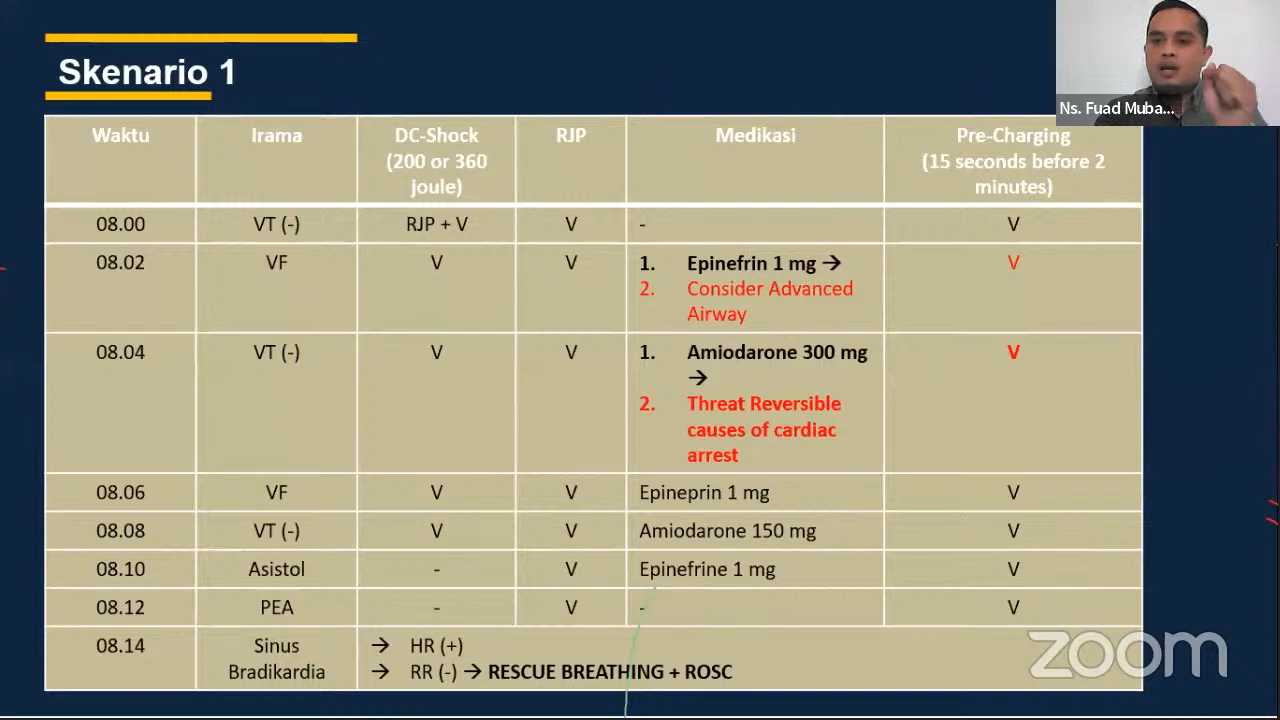 Skenario 1
Ns. Fuad Muba...
Waktu Irama DC-Shock RJP Medikasi Pre-Charging
(200 or 360 (15 seconds before 2
joule) minutes)
08.00 VT (-) RJP + V V - V
08.02 VF V V 1. Epinefrin 1 mg → V
2. Consider Advanced
Airway
08.04 VT (-) V V 1. Amiodarone 300 mg V
→
2. Threat Reversible
causes of cardiac
arrest
08.06 VF V V Epineprin 1 mg V
08.08 VT (-) V V Amiodarone 150 mg V
08.10 Asistol - V Epinefrine 1 mg V
08.12 PEA - V - V
08.14 Sinus → HR (+)
Bradikardia → RR (-) → RESCUE BREATHING + ROSC
zoom